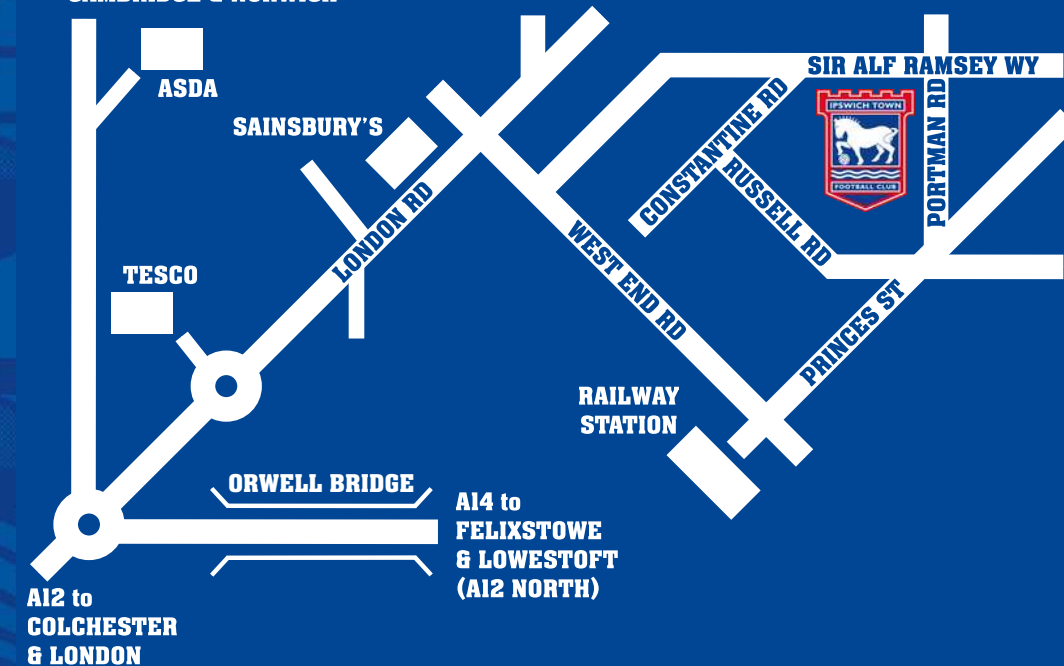 CAMBRIDGE & NORWICH
ASDA
SIR ALF RAMSEY WY
CONSTANTINE RD
PORTMAN RD
IPSWICH TOWN
FOOTBALL CLUB
SAINSBURY'S
RUSSELL RD
LONDON RD
WEST END RD
TESCO
PRINCES ST
RAILWAY
STATION
ORWELL BRIDGE
A14 to
FELIXSTOWE
& LOWESTOFT
(A12 NORTH)
A12 to
COLCHESTER
& LONDON